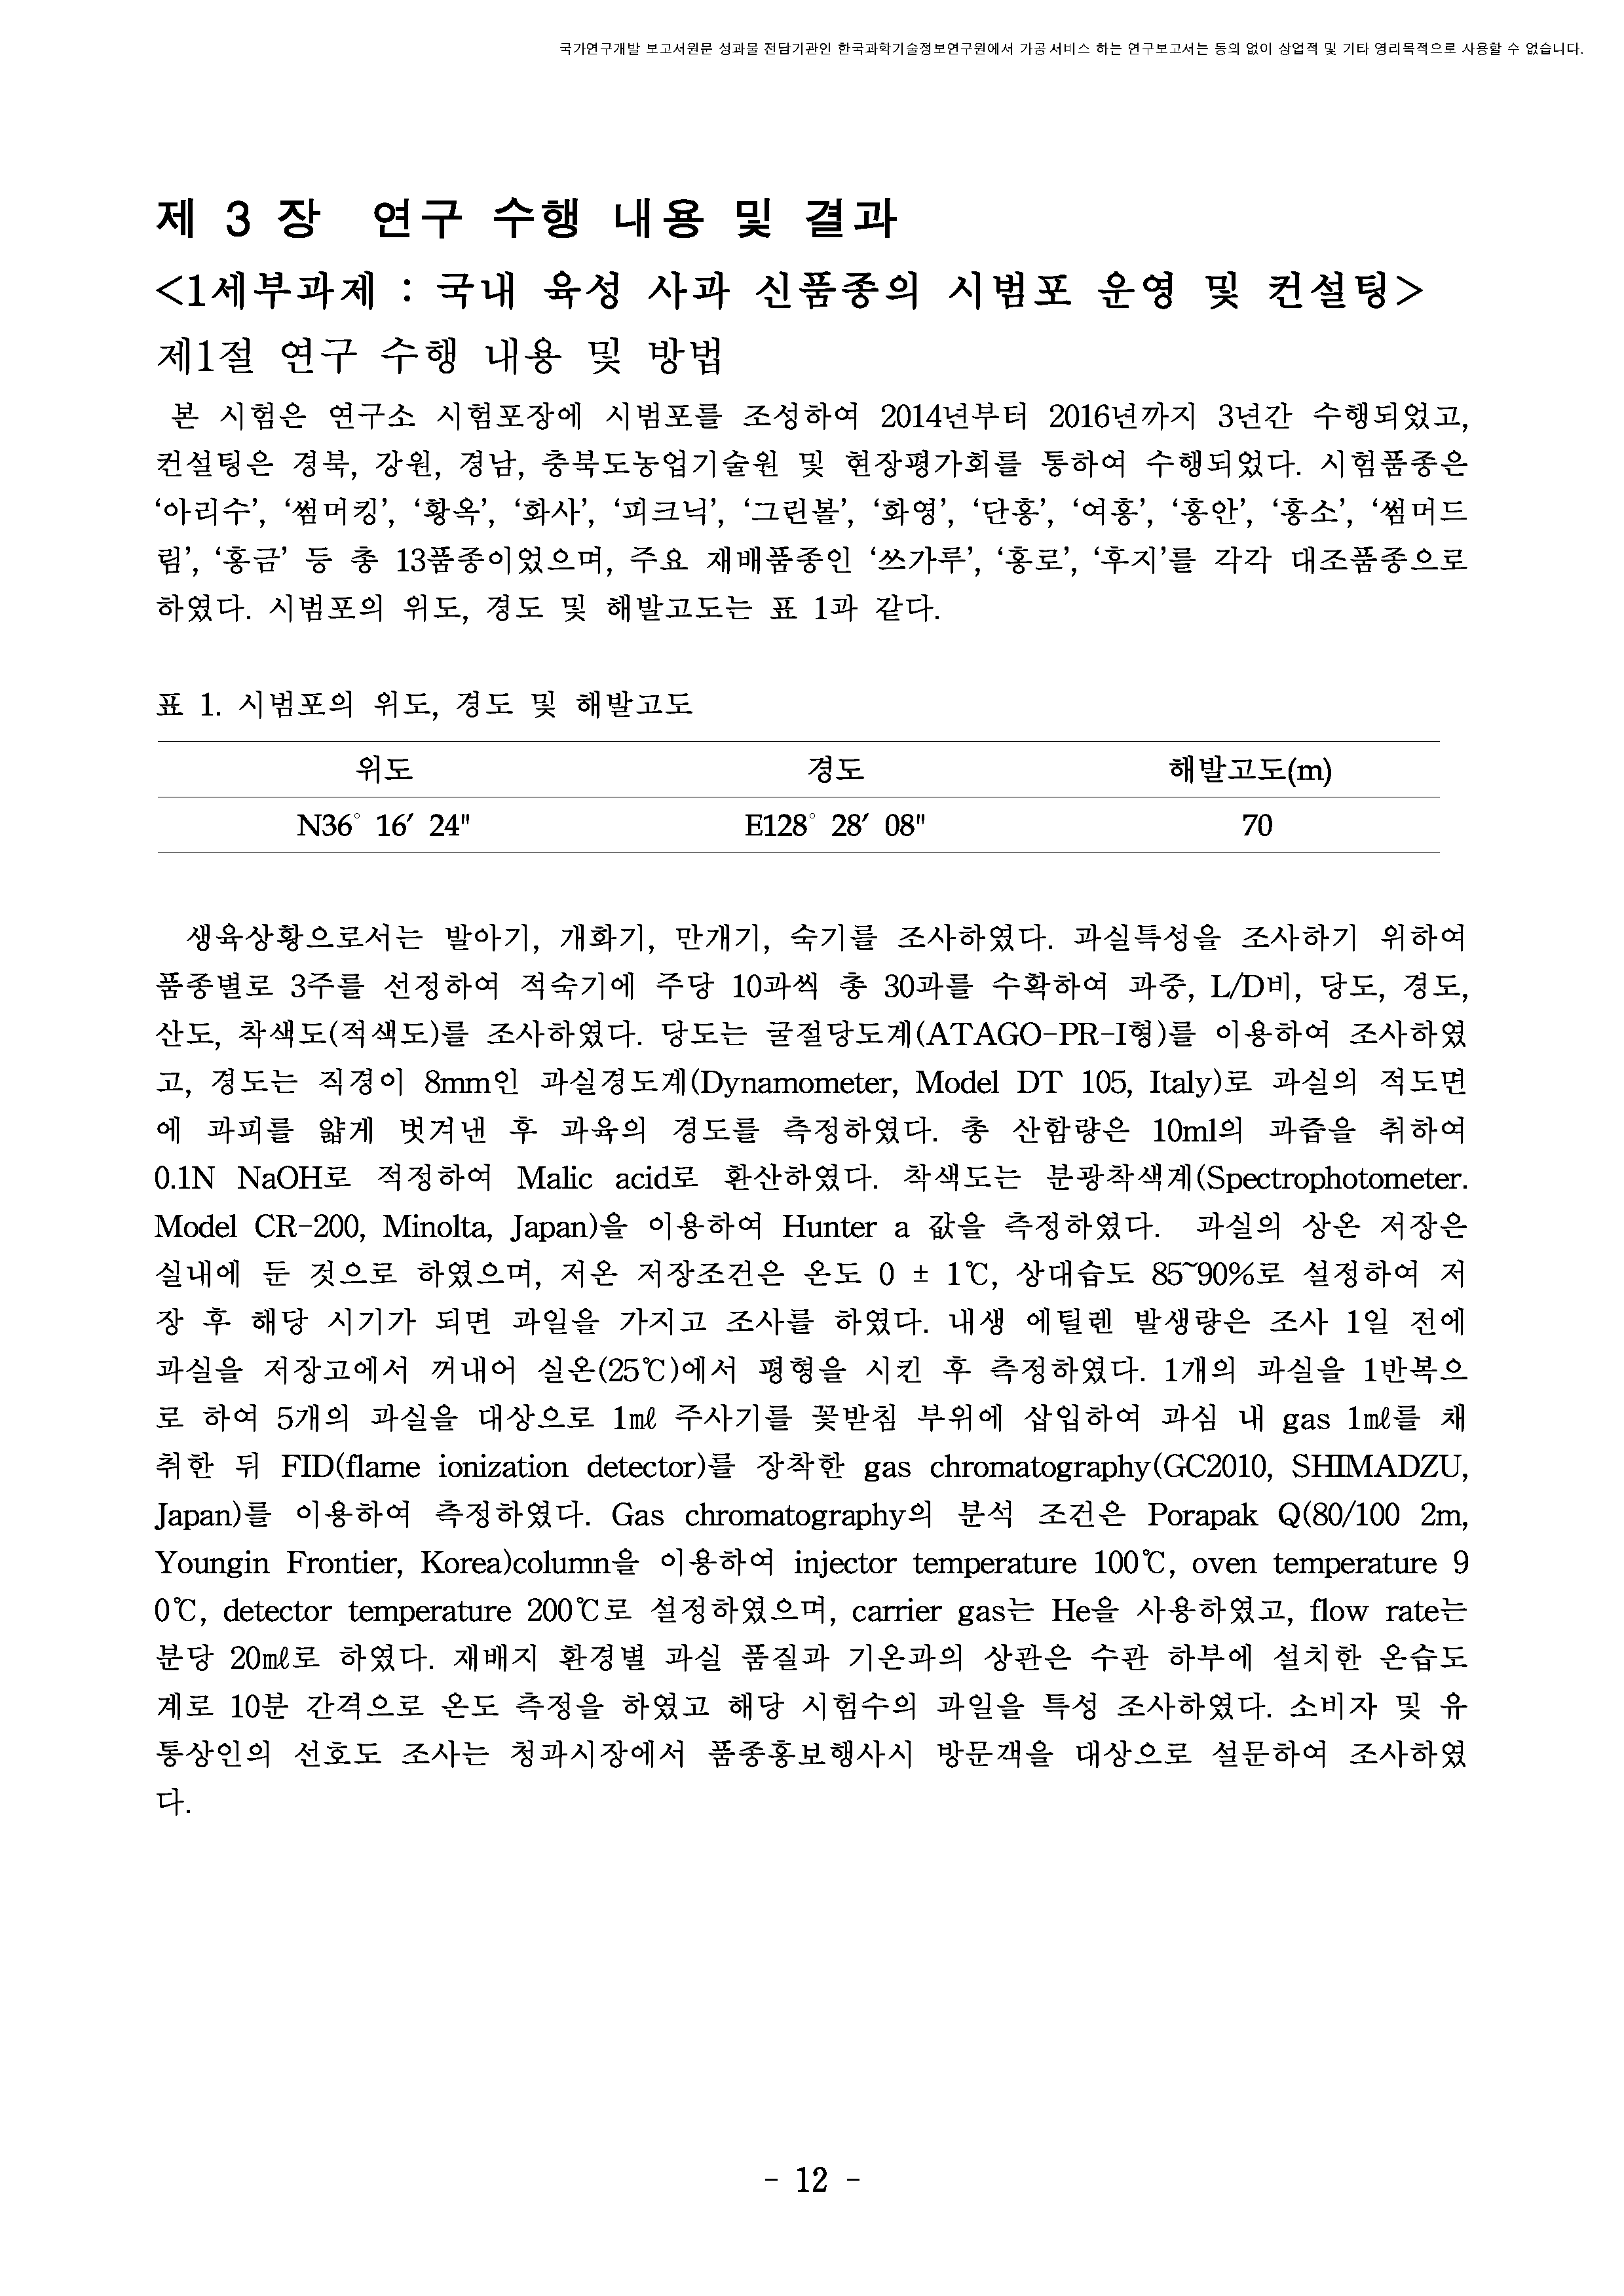 국가연구개발 보고서원문 성과물 전담기관인 한국과학기술정보연구원에서 가공·서비스 하는 연구보고서는 동의 없이 상업적 및 기타 영리목적으로 사용할 수 없습니다.
제 3 장 연구 수행 내용 및 결과
<1세부과제 : 국내 육성 사과 신품종의 시범포 운영 및 컨설팅>
제1절 연구 수행 내용 및 방법
본 시험은 연구소 시험포장에 시범포를 조성하여 2014년부터 2016년까지 3년간 수행되었고,
컨설팅은 경북, 강원, 경남, 충북도농업기술원 및 현장평가회를 통하여 수행되었다. 시험품종은
‘아리수’, ‘썸머킹’, ‘황옥’, ‘화사’, ‘피크닉’, ‘그린볼’, ‘화영’, ‘단홍’, ‘여홍’, ‘홍안’, ‘홍소’, ‘썸머드
림’, ‘홍금’ 등 총 13품종이었으며, 주요 재배품종인 ‘쓰가루’, ‘홍로’, ‘후지’를 각각 대조품종으로
하였다. 시범포의 위도, 경도 및 해발고도는 표 1과 같다.
표 1. 시범포의 위도, 경도 및 해발고도
위도 경도 해발고도(m)
N36° 16′ 24" E128° 28′ 08" 70
생육상황으로서는 발아기, 개화기, 만개기, 숙기를 조사하였다. 과실특성을 조사하기 위하여
품종별로 3주를 선정하여 적숙기에 주당 10과씩 총 30과를 수확하여 과중, L/D비, 당도, 경도,
산도, 착색도(적색도)를 조사하였다. 당도는 굴절당도계(ATAGO-PR-I형)를 이용하여 조사하였
고, 경도는 직경이 8mm인 과실경도계(Dynamometer, Model DT 105, Italy)로 과실의 적도면
에 과피를 얇게 벗겨낸 후 과육의 경도를 측정하였다. 총 산함량은 10ml의 과즙을 취하여
0.1N NaOH로 적정하여 Malic acid로 환산하였다. 착색도는 분광착색계(Spectrophotometer.
Model CR-200, Minolta, Japan)을 이용하여 Hunter a 값을 측정하였다. 과실의 상온 저장은
실내에 둔 것으로 하였으며, 저온 저장조건은 온도 0 ± 1℃, 상대습도 85~90%로 설정하여 저
장 후 해당 시기가 되면 과일을 가지고 조사를 하였다. 내생 에틸렌 발생량은 조사 1일 전에
과실을 저장고에서 꺼내어 실온(25℃)에서 평형을 시킨 후 측정하였다. 1개의 과실을 1반복으
로 하여 5개의 과실을 대상으로 1㎖ 주사기를 꽃받침 부위에 삽입하여 과심 내 gas 1㎖를 채
취한 뒤 FID(flame ionization detector)를 장착한 gas chromatography(GC2010, SHIMADZU,
Japan)를 이용하여 측정하였다. Gas chromatography의 분석 조건은 Porapak Q(80/100 2m,
Youngin Frontier, Korea)column을 이용하여 injector temperature 100℃, oven temperature 9
0℃, detector temperature 200℃로 설정하였으며, carrier gas는 He을 사용하였고, flow rate는
분당 20㎖로 하였다. 재배지 환경별 과실 품질과 기온과의 상관은 수관 하부에 설치한 온습도
계로 10분 간격으로 온도 측정을 하였고 해당 시험수의 과일을 특성 조사하였다. 소비자 및 유
통상인의 선호도 조사는 청과시장에서 품종홍보행사시 방문객을 대상으로 설문하여 조사하였
다.
- 12 -